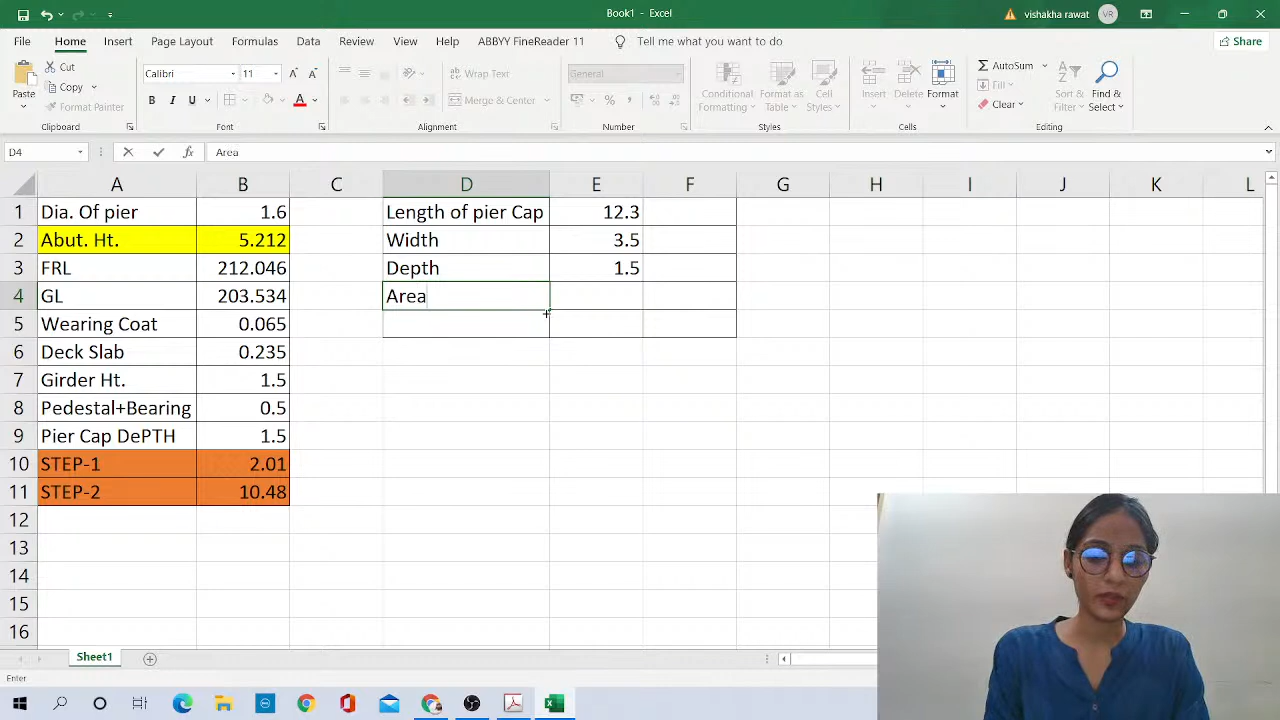 Book1 - Excel
vishakha rawat
VR
File Home Insert Page Layout Formulas Data Review View Help ABBYY FineReader 11 Tell me what you want to do Share
Paste
Cut
Copy
Format Painter
Clipboard
Calibri 11
B I U
Font
Wrap Text
Merge & Center
Alignment
General
Number
Conditional Formatting
Format as Table
Cell Styles
Styles
Insert Delete Format
Cells
AutoSum
Fill
Clear
Sort & Filter
Find & Select
Editing
D4 fx Area
A B C D E F G H I J K L
1 Dia. Of pier 1.6 Length of pier Cap 12.3
2 Abut. Ht. 5.212 Width 3.5
3 FRL 212.046 Depth 1.5
4 GL 203.534 Area
5 Wearing Coat 0.065
6 Deck Slab 0.235
7 Girder Ht. 1.5
8 Pedestal+Bearing 0.5
9 Pier Cap DePTH 1.5
10 STEP-1 2.01
11 STEP-2 10.48
12
13
14
15
16
Sheet1
Enter